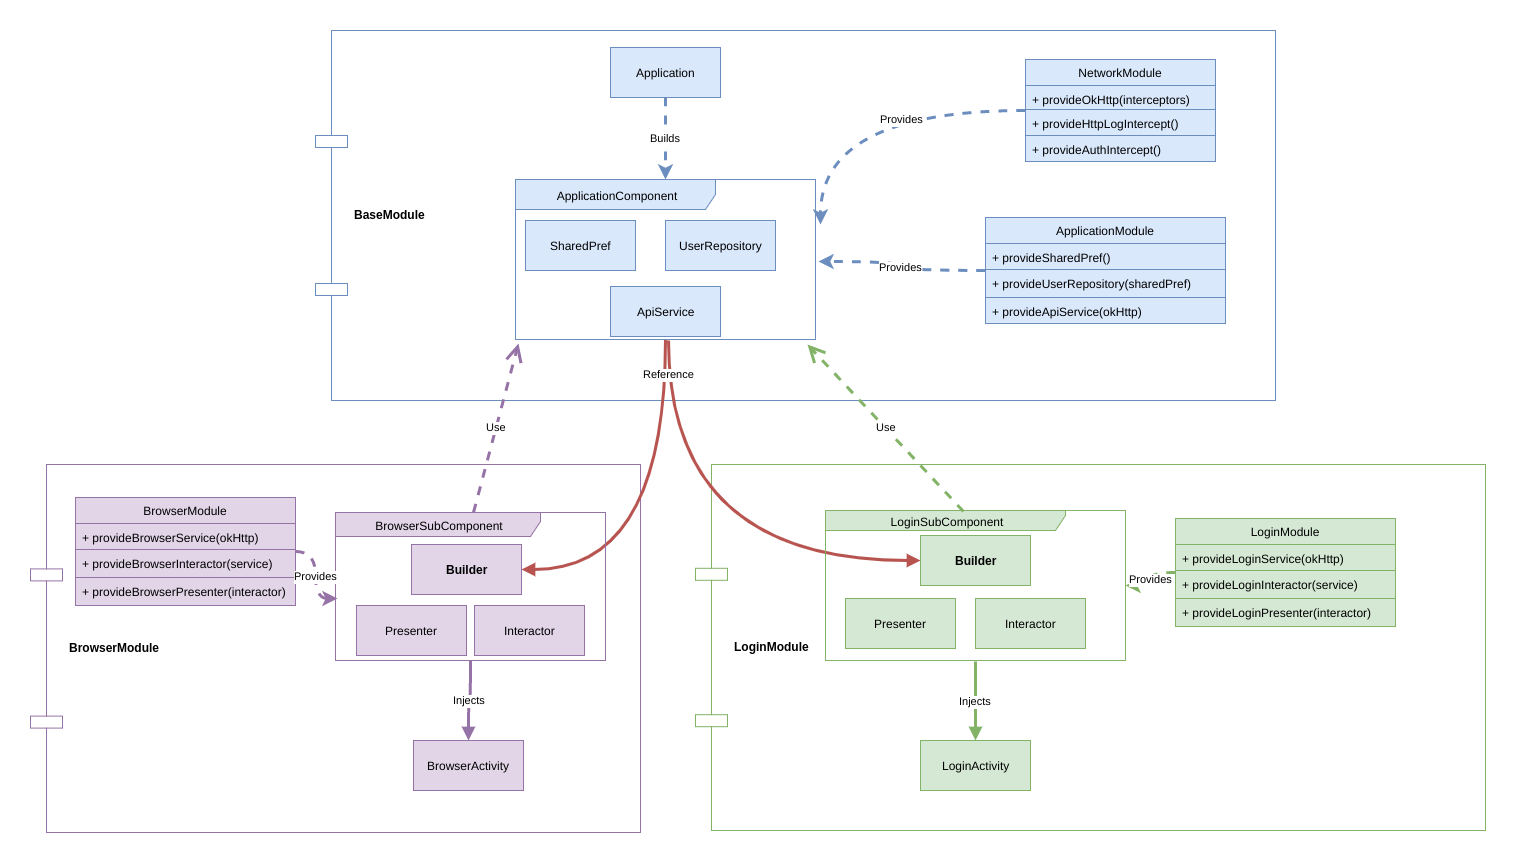 Application
Builds
ApplicationComponent
SharedPref
UserRepository
ApiService
BaseModule
NetworkModule
+ provideOkHttp(interceptors)
+ provideHttpLogIntercept()
+ provideAuthIntercept()
Provides
ApplicationModule
+ provideSharedPref()
+ provideUserRepository(sharedPref)
+ provideApiService(okHttp)
Provides
Reference
Use
Use
BrowserModule
+ provideBrowserService(okHttp)
+ provideBrowserInteractor(service)
+ provideBrowserPresenter(interactor)
Provides
BrowserSubComponent
Builder
Presenter
Interactor
BrowserModule
Injects
BrowserActivity
LoginSubComponent
Builder
Presenter
Interactor
LoginModule
Provides
LoginModule
+ provideLoginService(okHttp)
+ provideLoginInteractor(service)
+ provideLoginPresenter(interactor)
Injects
LoginActivity